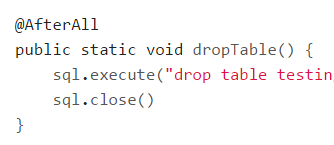 @AfterAll
public static void dropTable() {
    sql.execute("drop table testin
    sql.close()
}